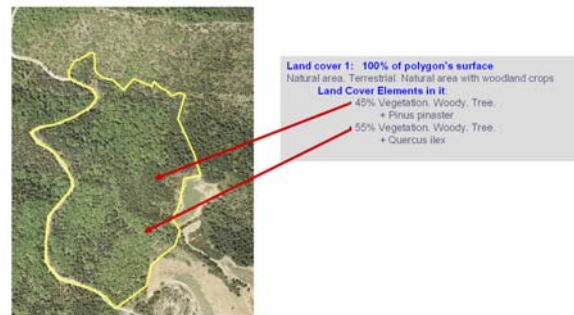 Land cover 1: 100% of polygon's surface
Natural area. Terrestrial. Natural area with woodland crops
Land Cover Elements in it:
45% Vegetation. Woody. Tree.
+ Pinus pinaster
55% Vegetation. Woody. Tree.
+ Quercus ilex